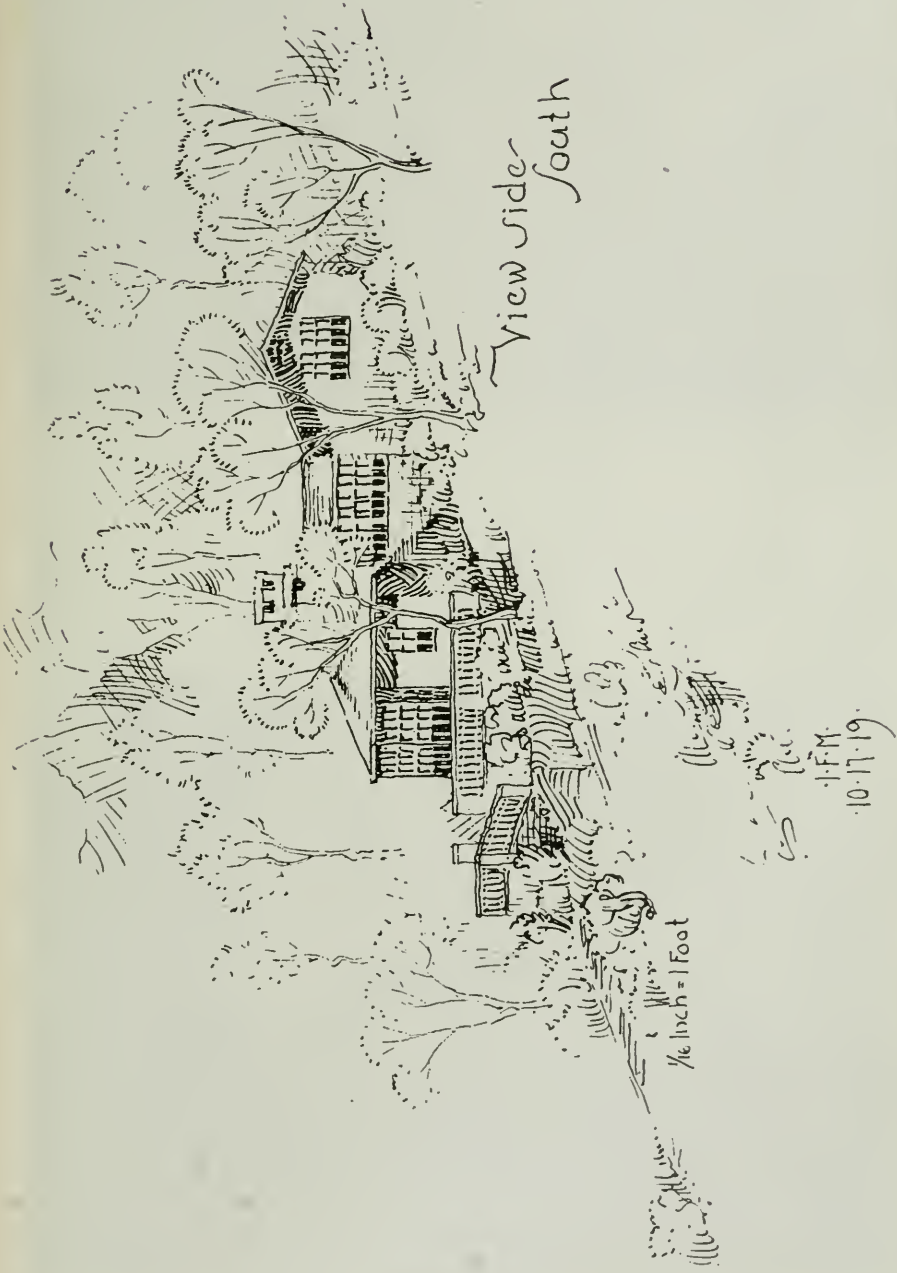 View Side
South
1/16 Inch = 1 Foot
I.F.M.
10.17.19.